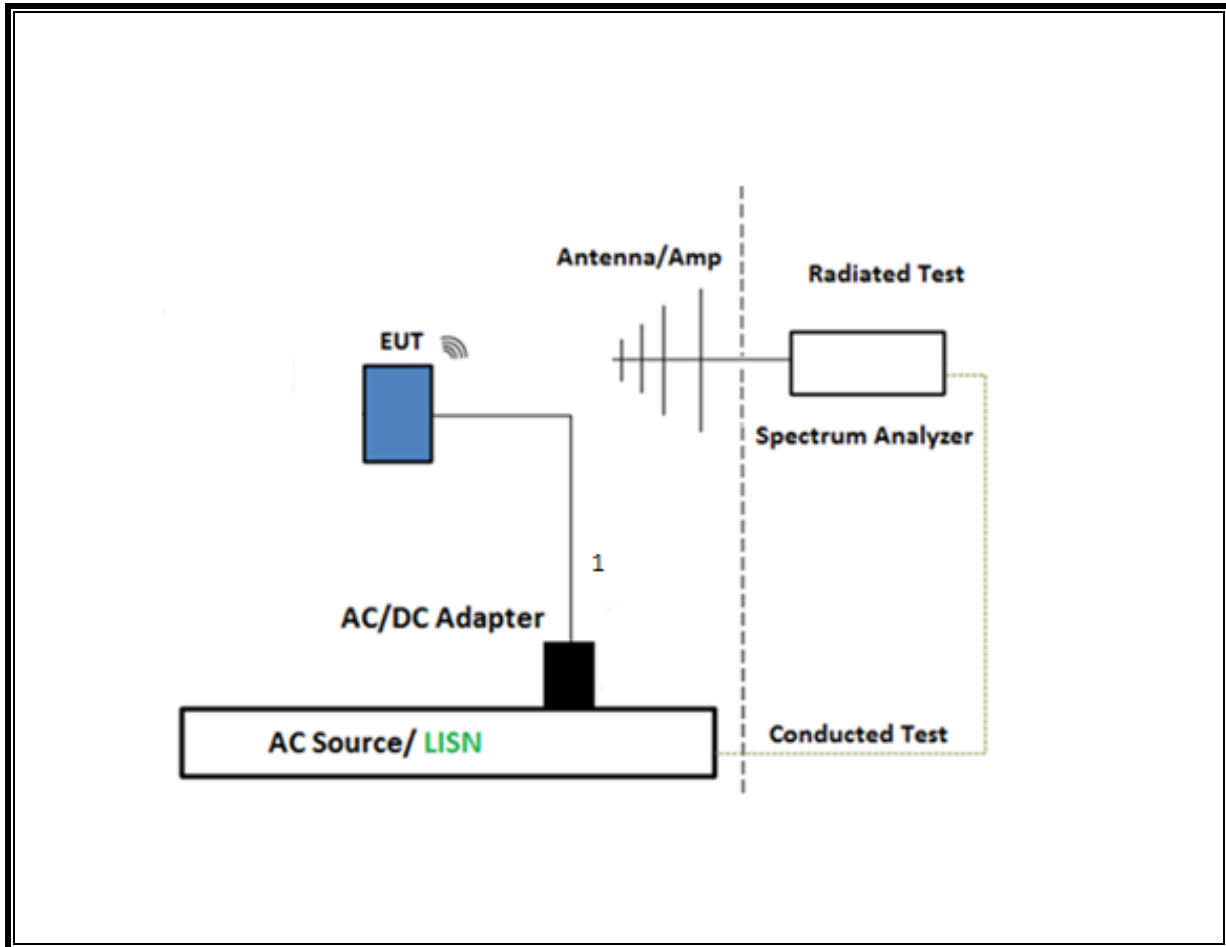 Antenna/Amp
Radiated Test
EUT
Spectrum Analyzer
1
AC/DC Adapter
AC Source/ LISN
Conducted Test